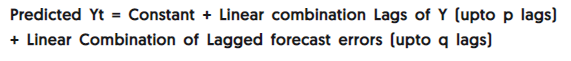 Predicted Yt = Constant + Linear combination Lags of Y (upto p lags)
+ Linear Combination of Lagged forecast errors (upto q lags)